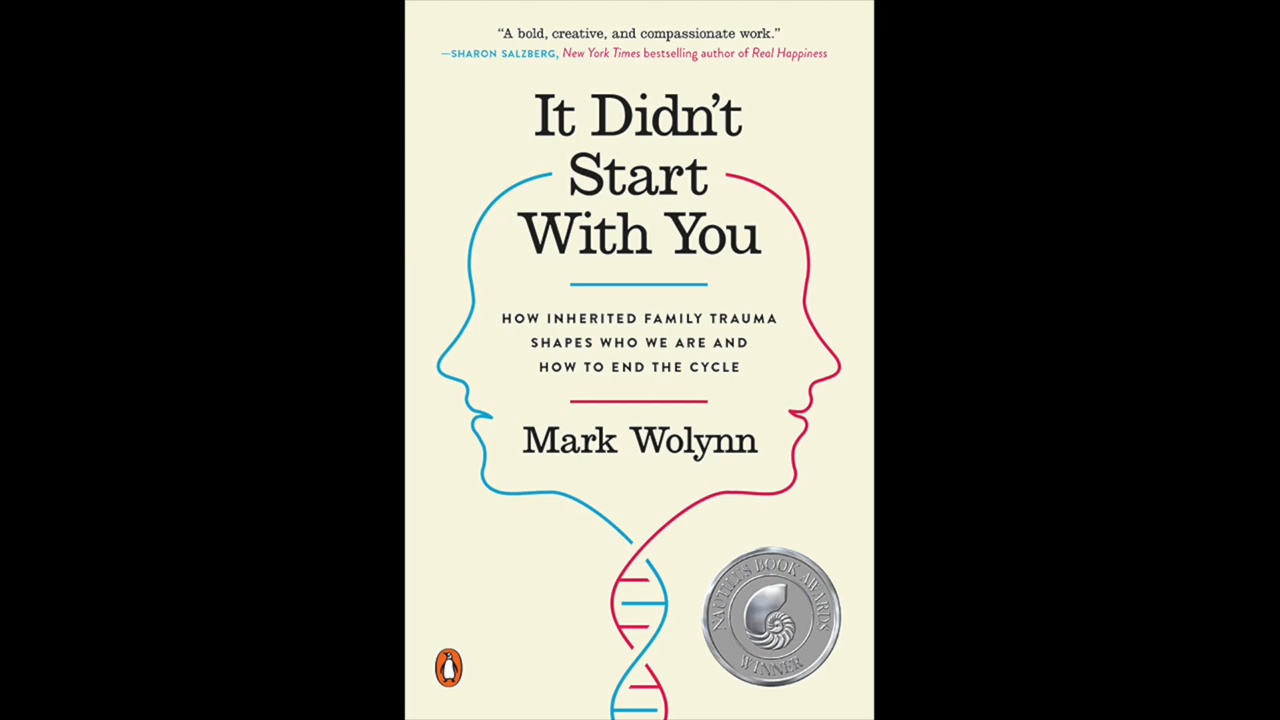 “A bold, creative, and compassionate work.”
—SHARON SALZBERG, New York Times bestselling author of Real Happiness
It Didn’t
Start
With You
HOW INHERITED FAMILY TRAUMA
SHAPES WHO WE ARE AND
HOW TO END THE CYCLE
Mark Wolynn
NAUTILUS BOOK AWARDS
WINNER